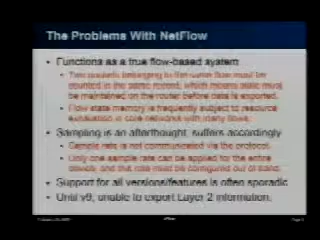 The Problems With NetFlow
• Functions as a true flow-based system
• Two packets belonging to the same flow must be
counted in the same record, which means state must
be maintained on the router before data is exported.
• Flow state memory is frequently subject to resource
exhaustion in core networks with many flows.
• Sampling is an afterthought, suffers accordingly
• Sample rate is not communicated via the protocol.
• Only one sample rate can be applied for the entire
device, and that rate must be configured out of band.
• Support for all versions/features is often sporadic
• Until v9, unable to export Layer 2 information.